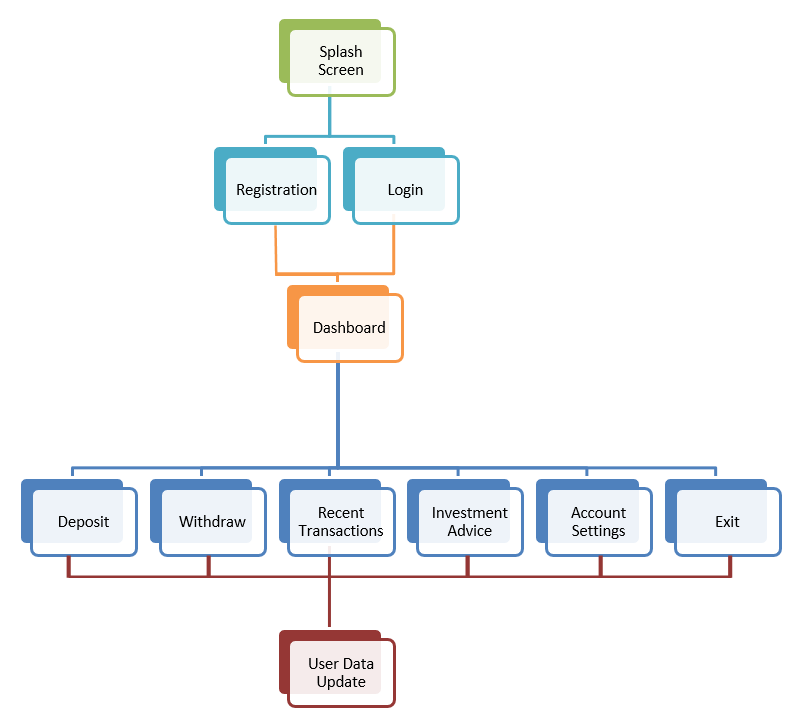 Splash
Screen
Registration
Login
Dashboard
Deposit
Withdraw
Recent
Transactions
Investment
Advice
Account
Settings
Exit
User Data
Update